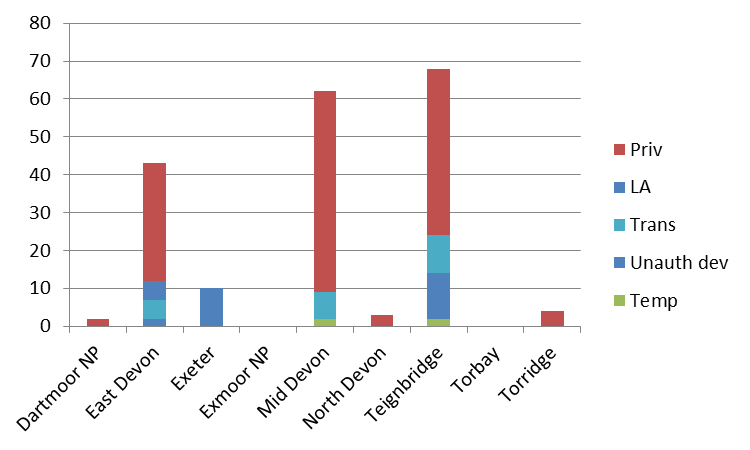 80
70
60
50
40
30
20
10
0
Dartmoor NP
East Devon
Exeter
Exmoor NP
Mid Devon
North Devon
Teignbridge
Torbay
Torridge
Priv
LA
Trans
Unauth dev
Temp